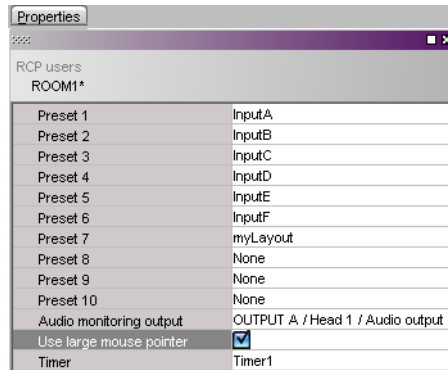 Properties
RCP users
ROOM1*
Preset 1 InputA
Preset 2 InputB
Preset 3 InputC
Preset 4 InputD
Preset 5 InputE
Preset 6 InputF
Preset 7 myLayout
Preset 8 None
Preset 9 None
Preset 10 None
Audio monitoring output OUTPUT A / Head 1 / Audio output
Use large mouse pointer
Timer Timer1